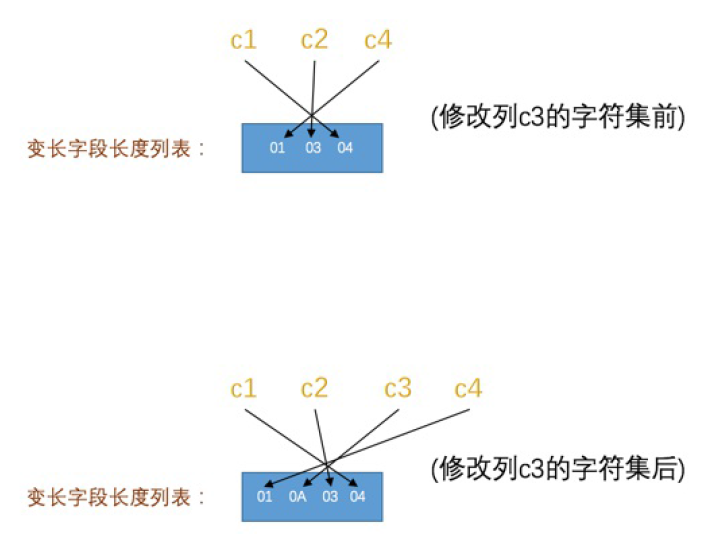 c1 c2 c4
(修改列c3的字符集前)
变长字段长度列表：
01 03 04
c1 c2 c3 c4
(修改列c3的字符集后)
变长字段长度列表：
01 0A 03 04